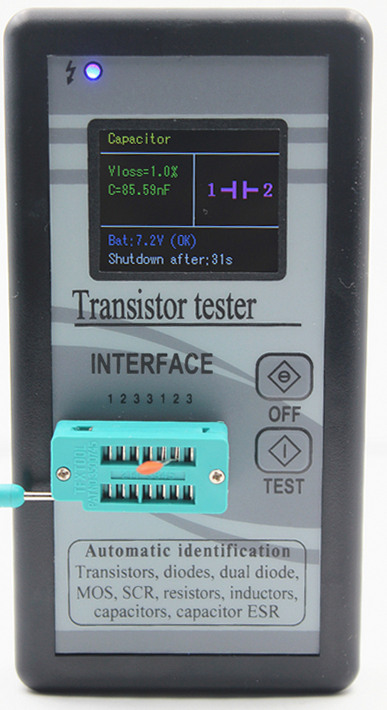 Capacitor
Vloss=1.0%
C=85.59nF
1 2
Bat:7.2V (OK)
Shutdown after:31s
Transistor tester
INTERFACE
1 2 3 3 1 2 3
OFF
TEST
Automatic identification
Transistors, diodes, dual diode,
MOS, SCR, resistors, inductors,
capacitors, capacitor ESR